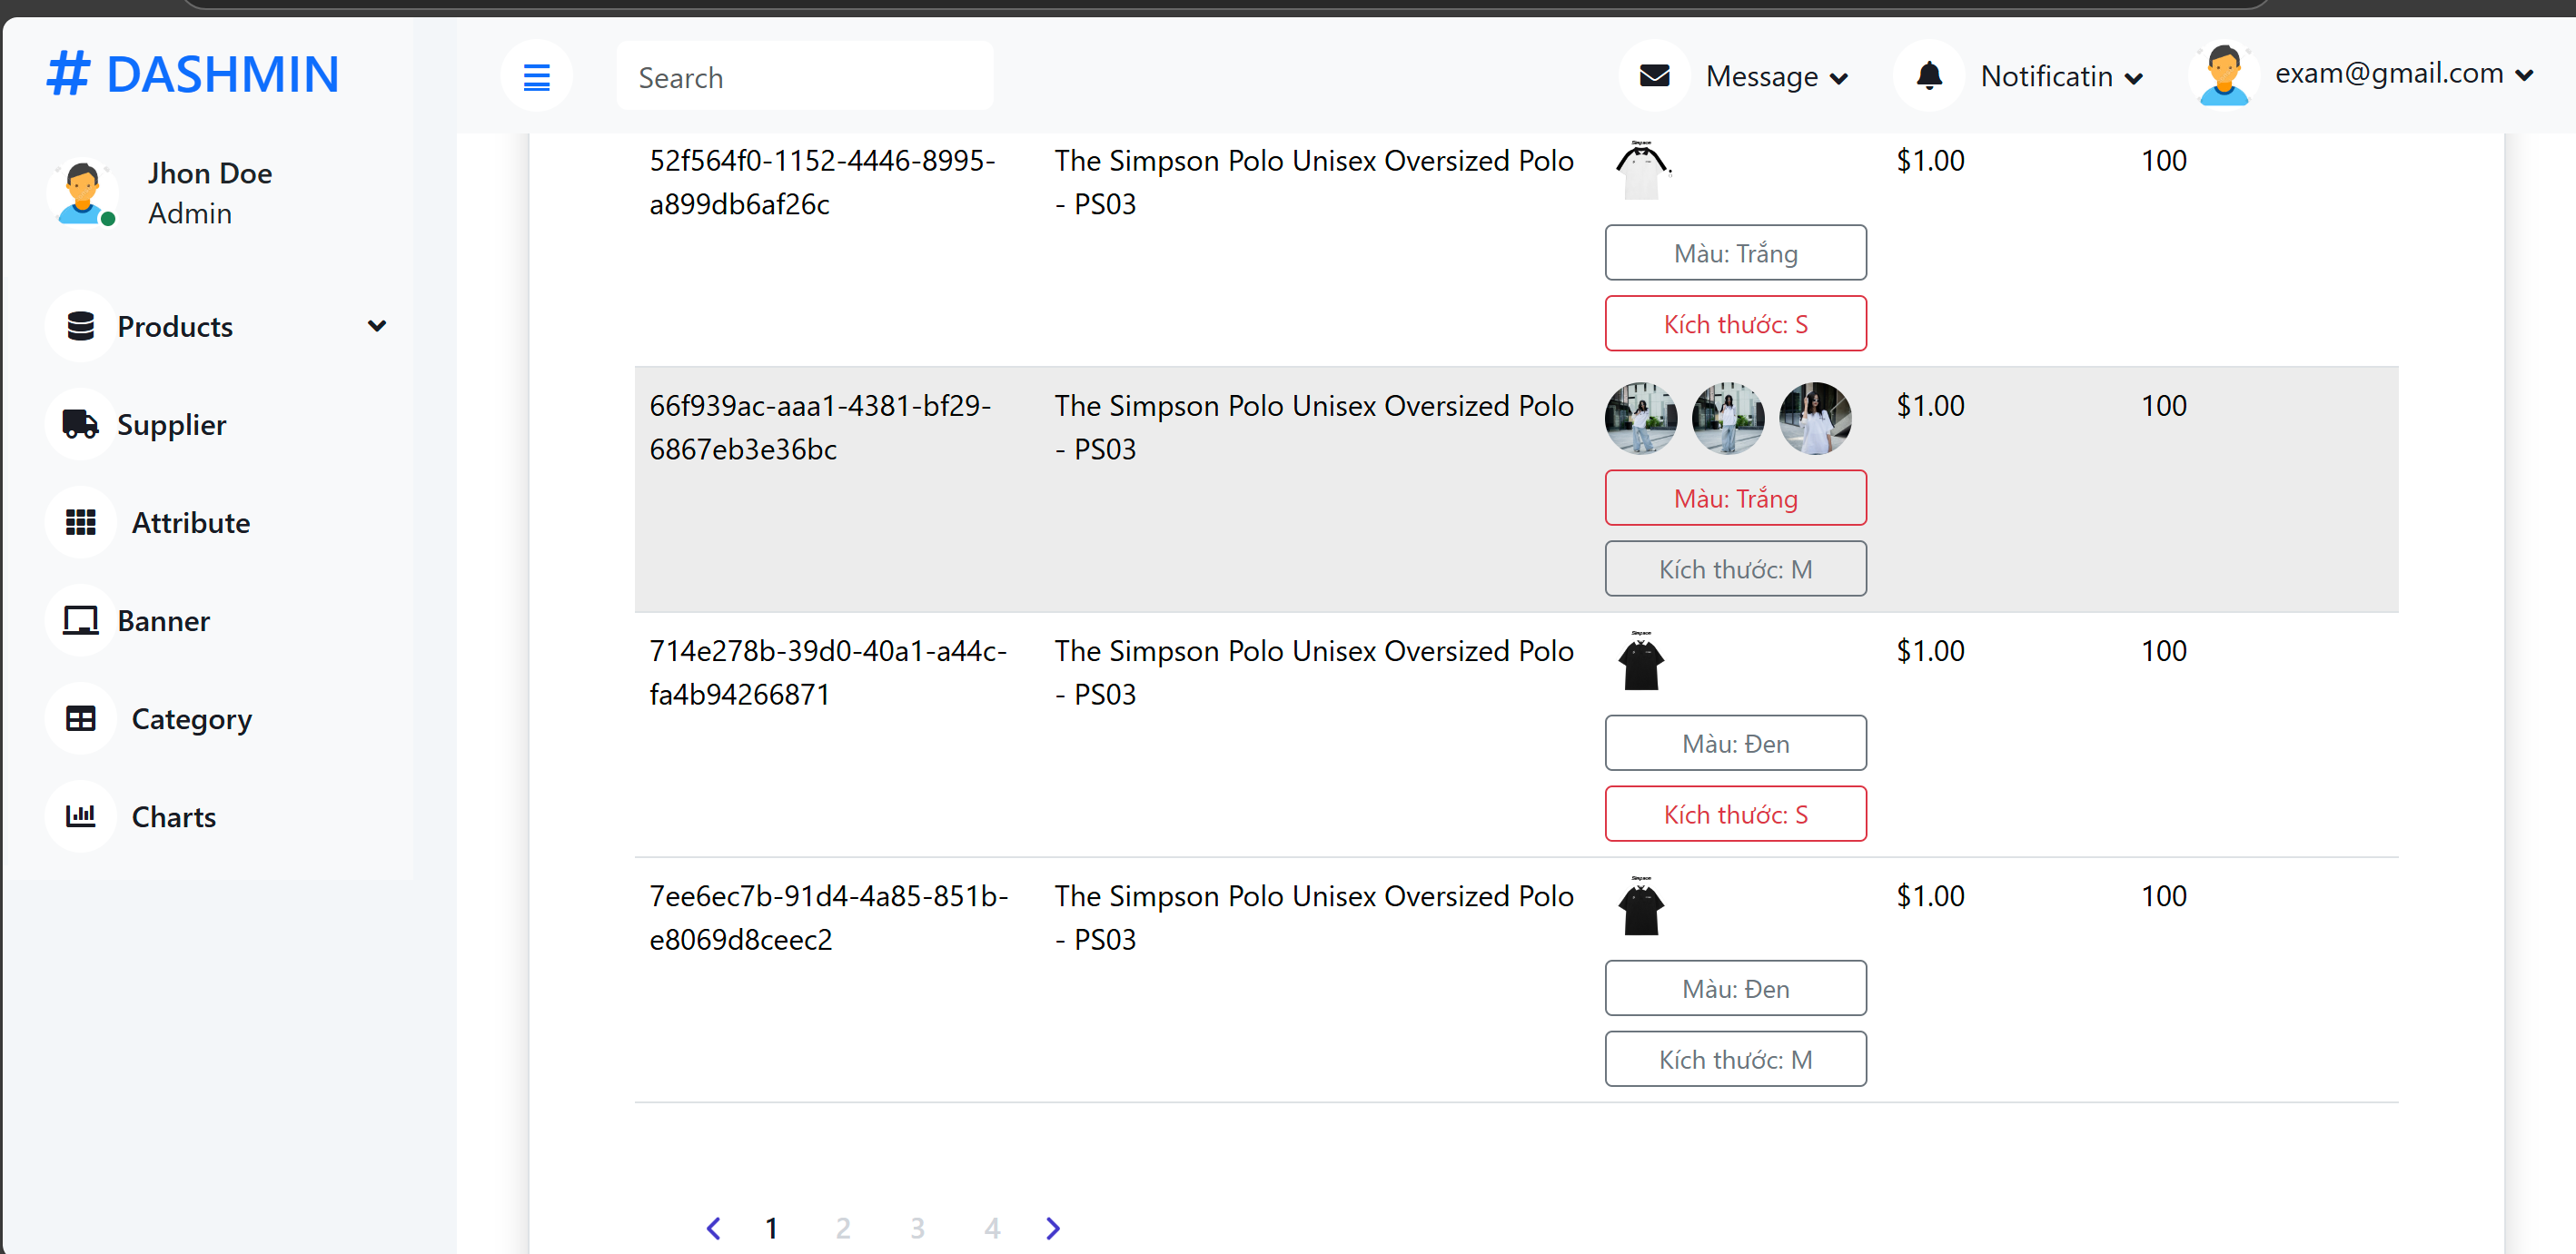 # DASHMIN
Search
Message
Notificatin
exam@gmail.com
Jhon Doe
Admin
Products
Supplier
Attribute
Banner
Category
Charts
52f564f0-1152-4446-8995-
a899db6af26c
The Simpson Polo Unisex Oversized Polo
- PS03
Simpson
Màu: Trắng
Kích thước: S
$1.00
100
66f939ac-aaa1-4381-bf29-
6867eb3e36bc
The Simpson Polo Unisex Oversized Polo
- PS03
Màu: Trắng
Kích thước: M
$1.00
100
714e278b-39d0-40a1-a44c-
fa4b94266871
The Simpson Polo Unisex Oversized Polo
- PS03
Simpson
Màu: Đen
Kích thước: S
$1.00
100
7ee6ec7b-91d4-4a85-851b-
e8069d8ceec2
The Simpson Polo Unisex Oversized Polo
- PS03
Simpson
Màu: Đen
Kích thước: M
$1.00
100
1 2 3 4